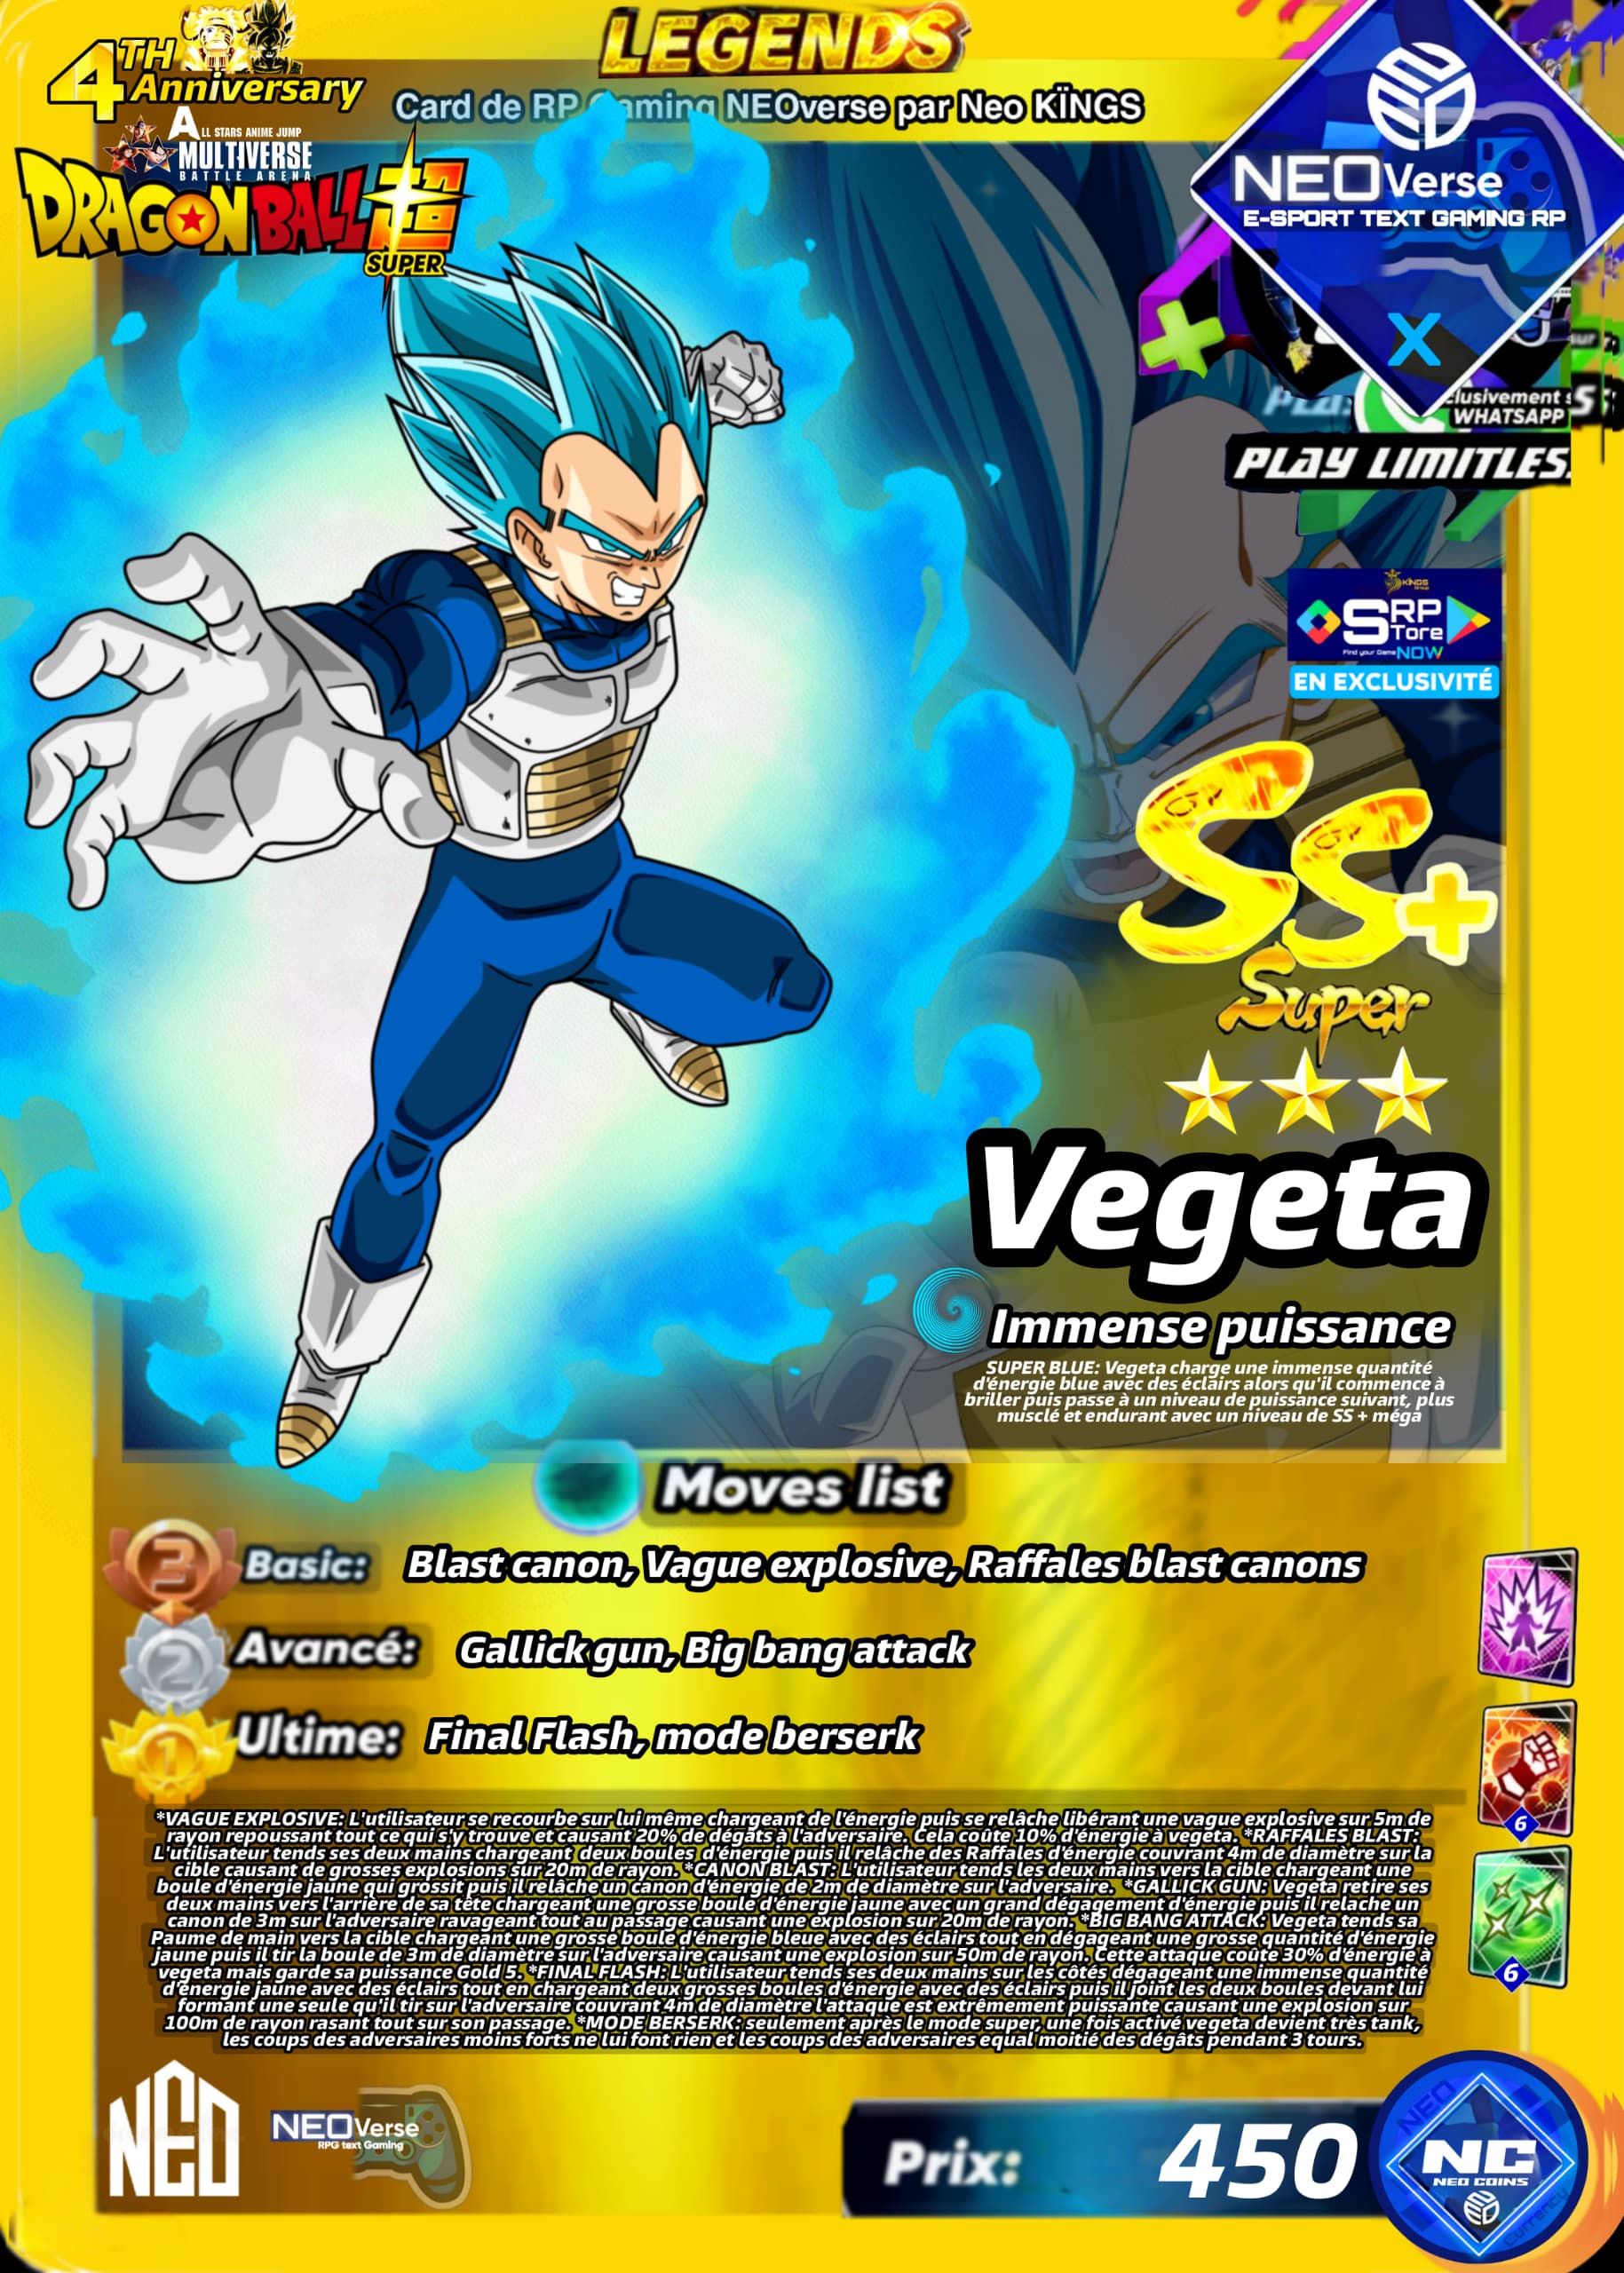 LEGENDS
4TH
Anniversary
Card de RP Gaming NEOverse par Neo KÏNGS
ALL STARS ANIME JUMP
MULTIVERSE
BATTLE ARENA
DRAGON BALL 超
SUPER
NEOVerse
E-SPORT TEXT GAMING RP
X
clusivement
WHATSAPP
PLAY LIMITLES
KINGS
SRP
Tore
Find your Game NOW
EN EXCLUSIVITÉ
SS+
Super
Vegeta
Immense puissance
SUPER BLUE: Vegeta charge une immense quantité
d'énergie blue avec des éclairs alors qu'il commence à
briller puis passe à un niveau de puissance suivant, plus
musclé et endurant avec un niveau de SS + méga
Moves list
3 Basic: Blast canon, Vague explosive, Raffales blast canons
2 Avancé: Gallick gun, Big bang attack
1 Ultime: Final Flash, mode berserk
*VAGUE EXPLOSIVE: L'utilisateur se recourbe sur lui même chargeant de l'énergie puis se relâche libérant une vague explosive sur 5m de
rayon repoussant tout ce qui s'y trouve et causant 20% de dégâts à l'adversaire. Cela coûte 10% d'énergie à vegeta. *RAFFALES BLAST:
L'utilisateur tends ses deux mains chargeant deux boules d'énergie puis il relâche des Raffales d'énergie couvrant 4m de diamètre sur la
cible causant de grosses explosions sur 20m de rayon. *CANON BLAST: L'utilisateur tends les deux mains vers la cible chargeant une
boule d'énergie jaune qui grossit puis il relâche un canon d'énergie de 2m de diamètre sur l'adversaire. *GALLICK GUN: Vegeta retire ses
deux mains vers l'arrière de sa tête chargeant une grosse boule d'énergie jaune avec un grand dégagement d'énergie puis il relache un
canon de 3m sur l'adversaire ravageant tout au passage causant une explosion sur 20m de rayon. *BIG BANG ATTACK: Vegeta tends sa
Paume de main vers la cible chargeant une grosse boule d'énergie bleue avec des éclairs tout en dégageant une grosse quantité d'énergie
jaune puis il tir la boule de 3m de diamètre sur l'adversaire causant une explosion sur 50m de rayon. Cette attaque coûte 30% d'énergie à
vegeta mais garde sa puissance Gold 5. *FINAL FLASH: L'utilisateur tends ses deux mains sur les côtés dégageant une immense quantité
d'énergie jaune avec des éclairs tout en chargeant deux grosses boules d'énergie avec des éclairs puis il joint les deux boules devant lui
formant une seule qu'il tir sur l'adversaire couvrant 4m de diamètre l'attaque est extrêmement puissante causant une explosion sur
100m de rayon rasant tout sur son passage. *MODE BERSERK: seulement après le mode super, une fois activé vegeta devient très tank,
les coups des adversaires moins forts ne lui font rien et les coups des adversaires equal moitié des dégâts pendant 3 tours.
6
6
NEO
NEOVerse
RPG text Gaming
Prix: 450
NEO
NC
NEO COINS
Currency